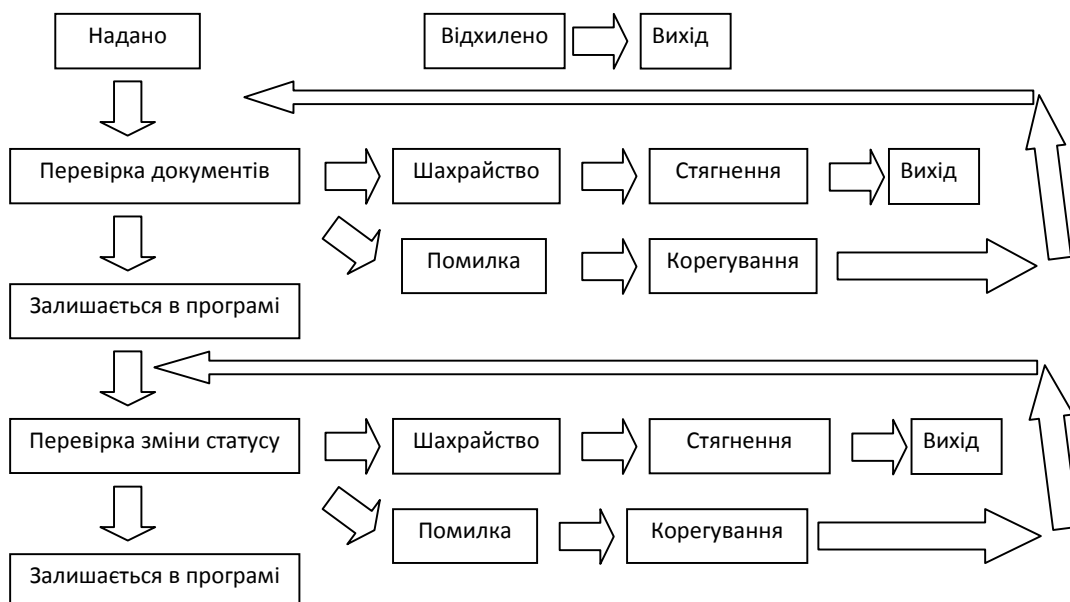 Надано
Відхилено
Вихід
Перевірка документів
Шахрайство
Стягнення
Вихід
Помилка
Корегування
Залишається в програмі
Перевірка зміни статусу
Шахрайство
Стягнення
Вихід
Помилка
Корегування
Залишається в програмі